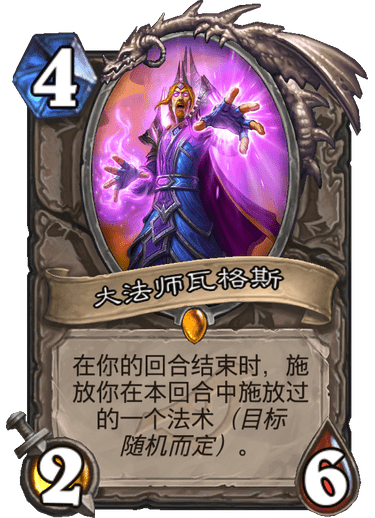 4
大法师瓦格斯
在你的回合结束时，施
放你在本回合中施放过
的一个法术（目标
随机而定）。
2
6